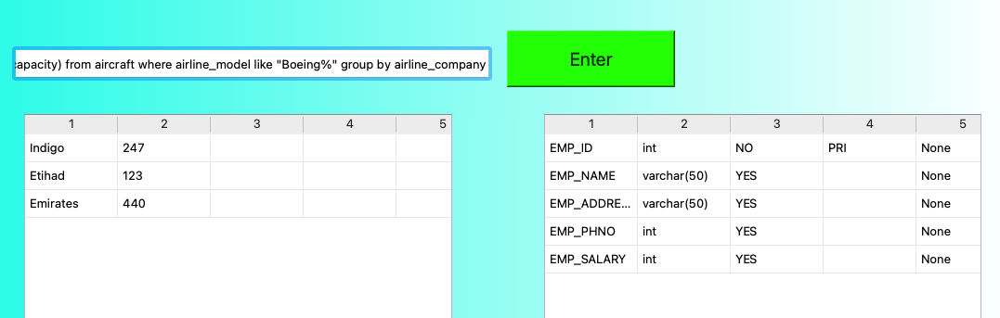 capacity) from aircraft where airline_model like "Boeing%" group by airline_company
Enter
1 2 3 4 5
Indigo 247
Etihad 123
Emirates 440
1 2 3 4 5
EMP_ID int NO PRI None
EMP_NAME varchar(50) YES None
EMP_ADDRE... varchar(50) YES None
EMP_PHNO int YES None
EMP_SALARY int YES None